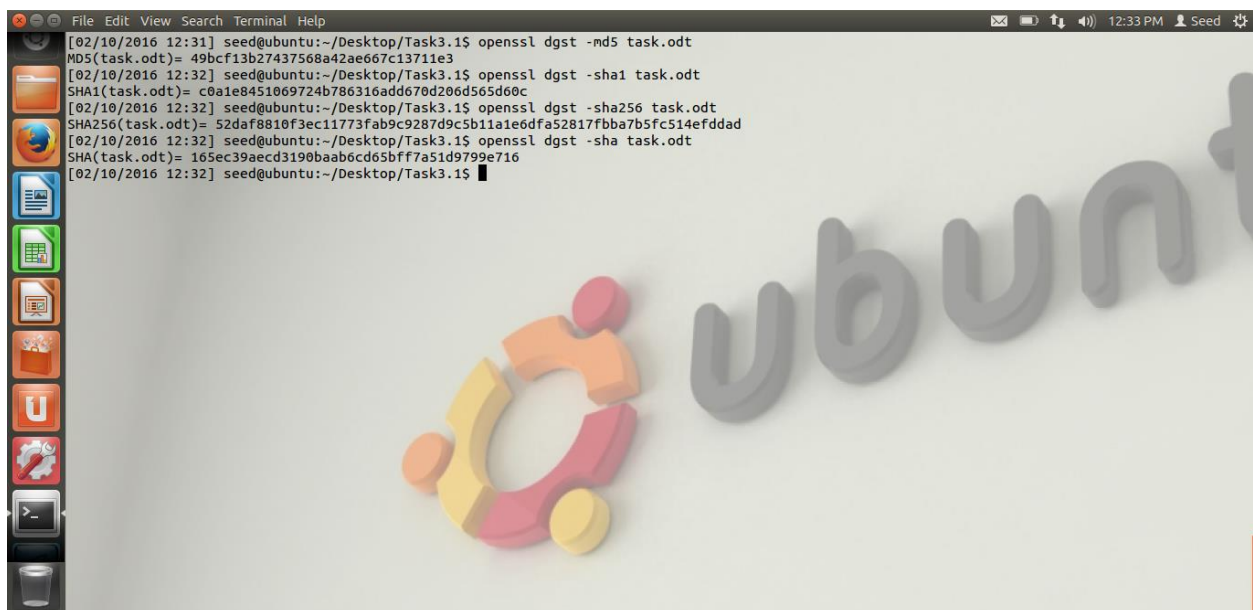 File Edit View Search Terminal Help 12:33 PM Seed
[02/10/2016 12:31] seed@ubuntu:~/Desktop/Task3.1$ openssl dgst -md5 task.odt
MD5(task.odt)= 49bcf13b27437568a42ae667c13711e3
[02/10/2016 12:32] seed@ubuntu:~/Desktop/Task3.1$ openssl dgst -sha1 task.odt
SHA1(task.odt)= c0a1e8451069724b786316add670d206d565d60c
[02/10/2016 12:32] seed@ubuntu:~/Desktop/Task3.1$ openssl dgst -sha256 task.odt
SHA256(task.odt)= 52daf8810f3ec11773fab9c9287d9c5b11a1e6dfa52817fbba7b5fc514efddad
[02/10/2016 12:32] seed@ubuntu:~/Desktop/Task3.1$ openssl dgst -sha task.odt
SHA(task.odt)= 165ec39aecd3190baab6cd65bff7a51d9799e716
[02/10/2016 12:32] seed@ubuntu:~/Desktop/Task3.1$
ubunt